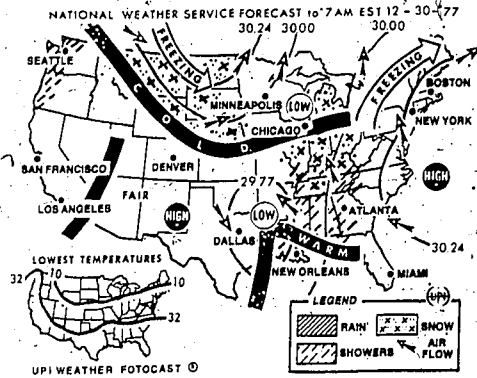 NATIONAL WEATHER SERVICE FORECAST to 7AM EST 12-30-77
30.24 30.00
30.00
SEATTLE
FREEZING
FREEZING
BOSTON
MINNEAPOLIS
LOW
COLD
CHICAGO
NEW YORK
SAN FRANCISCO
DENVER
29.77
HIGH
LOS ANGELES
FAIR
HIGH
LOW
ATLANTA
DALLAS
WARM
30.24
NEW ORLEANS
MIAMI
LOWEST TEMPERATURES
32
10
10
32
LEGEND
UPI
RAIN
SNOW
SHOWERS
AIR
FLOW
UPI WEATHER FOTOCAST